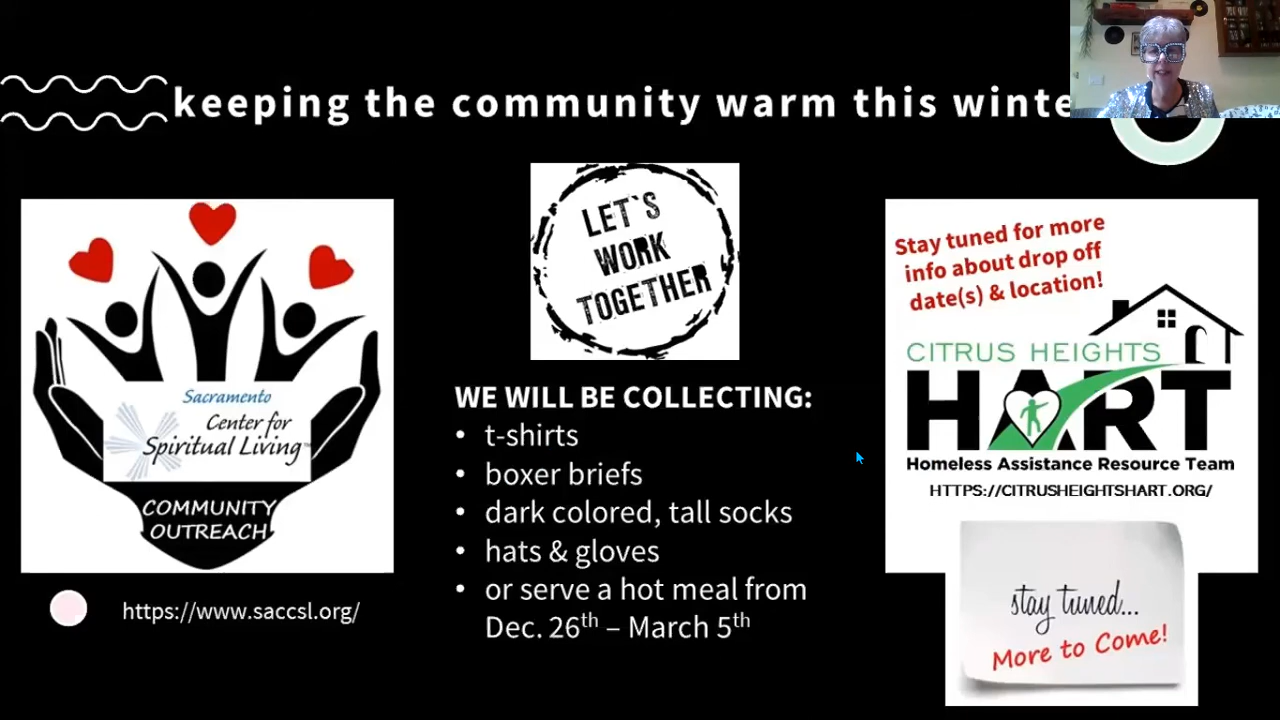 keeping the community warm this winte
LET`S
WORK
TOGETHER
Sacramento
Center for
Spiritual Living™
COMMUNITY
OUTREACH
https://www.saccsl.org/
WE WILL BE COLLECTING:
• t-shirts
• boxer briefs
• dark colored, tall socks
• hats & gloves
• or serve a hot meal from
Dec. 26th – March 5th
Stay tuned for more
info about drop off
date(s) & location!
CITRUS HEIGHTS
HART
Homeless Assistance Resource Team
HTTPS://CITRUSHEIGHTSHART.ORG/
stay tuned...
More to Come!